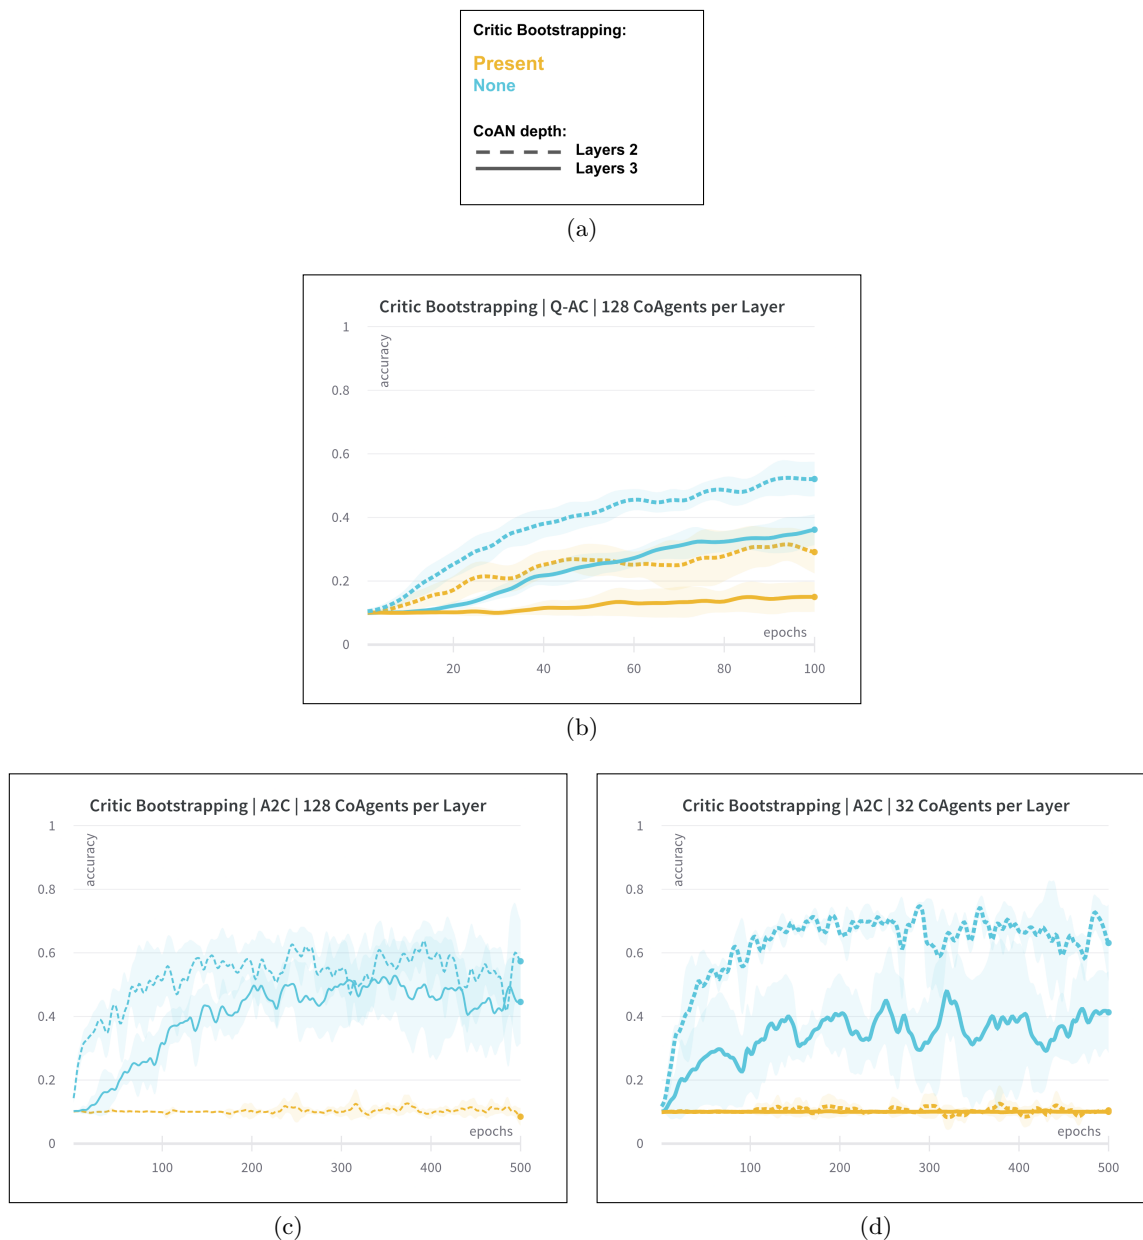 Critic Bootstrapping:
Present
None
CoAN depth:
Layers 2
Layers 3
(a)
Critic Bootstrapping | Q-AC | 128 CoAgents per Layer
1
accuracy
0.8
0.6
0.4
0.2
epochs
0
20 40 60 80 100
(b)
Critic Bootstrapping | A2C | 128 CoAgents per Layer
1
accuracy
0.8
0.6
0.4
0.2
epochs
0
100 200 300 400 500
(c)
Critic Bootstrapping | A2C | 32 CoAgents per Layer
1
accuracy
0.8
0.6
0.4
0.2
epochs
0
100 200 300 400 500
(d)